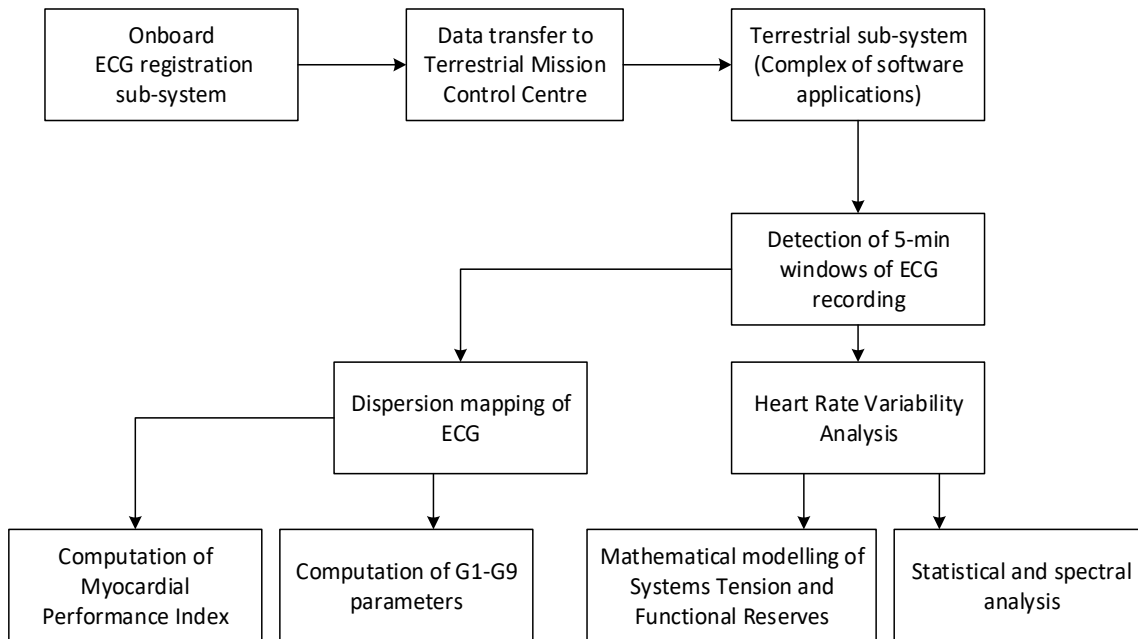 Onboard
ECG registration
sub-system
Data transfer to
Terrestrial Mission
Control Centre
Terrestrial sub-system
(Complex of software
applications)
Detection of 5-min
windows of ECG
recording
Dispersion mapping of
ECG
Heart Rate Variability
Analysis
Computation of
Myocardial
Performance Index
Computation of G1-G9
parameters
Mathematical modelling of
Systems Tension and
Functional Reserves
Statistical and spectral
analysis